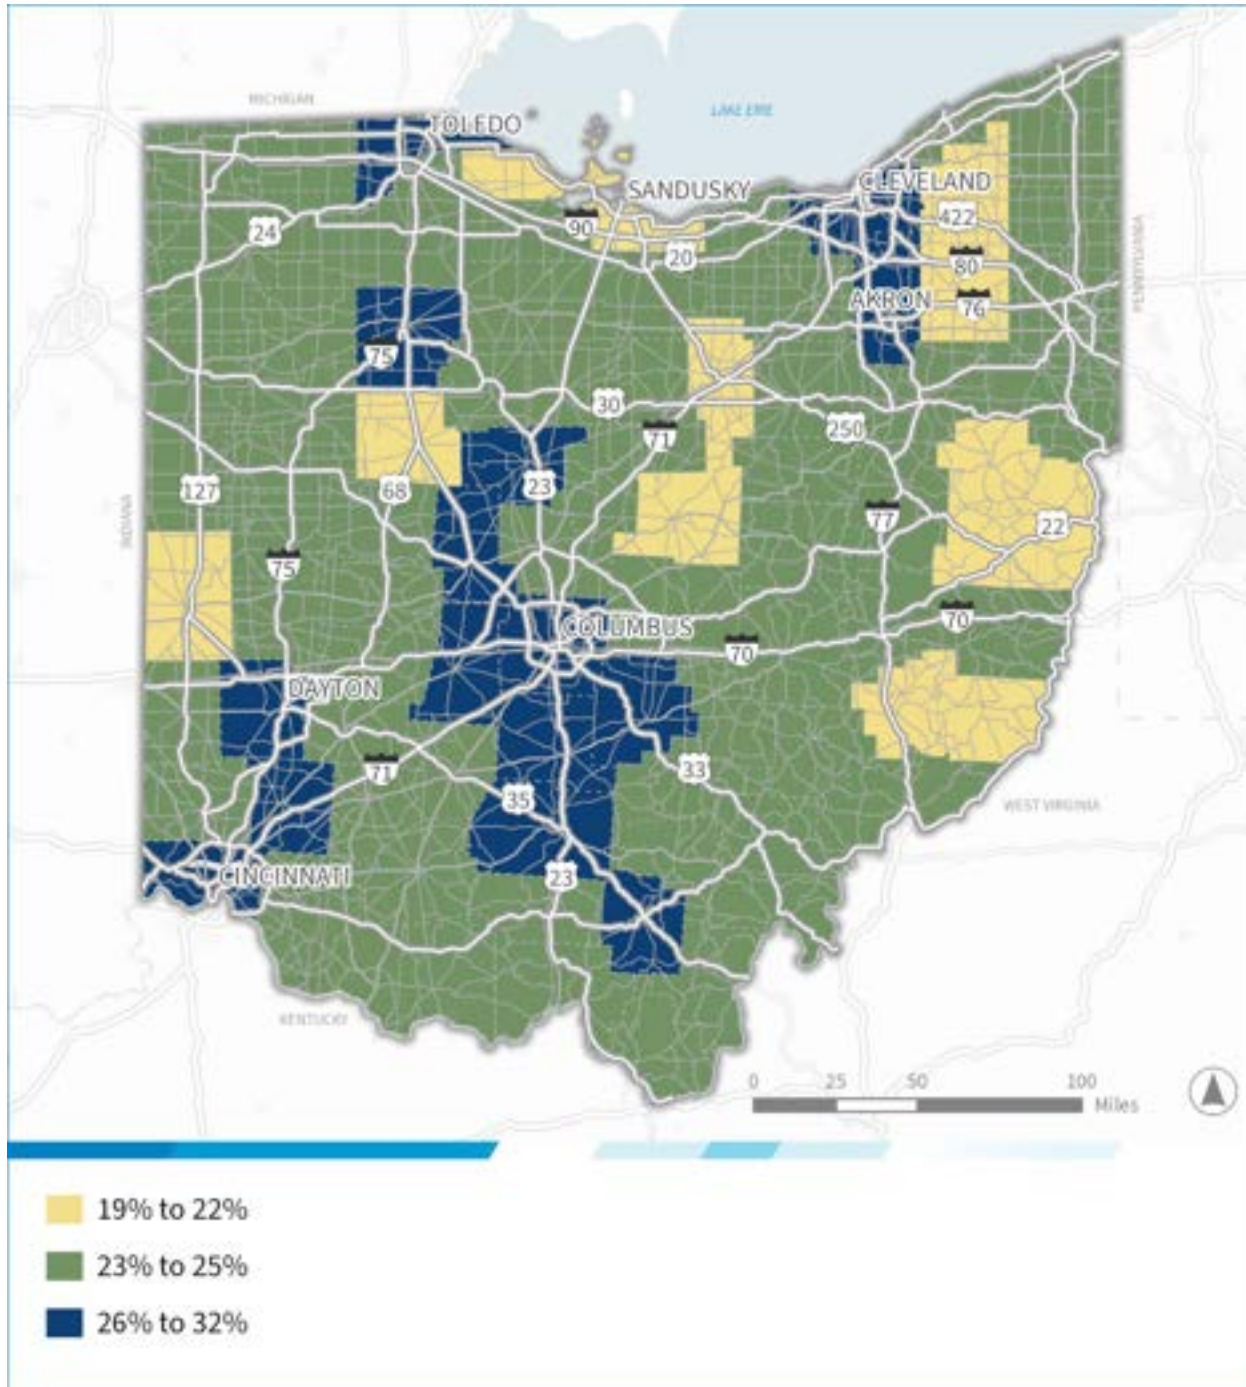 MICHIGAN
LAKE ERIE
TOLEDO
CLEVELAND
SANDUSKY
422
90
24
20
80
PENNSYLVANIA
AKRON
76
75
30
71
250
127
68
23
77
22
INDIANA
75
70
COLUMBUS
70
DAYTON
71
33
35
WEST VIRGINIA
CINCINNATI
23
KENTUCKY
0 25 50 100
Miles
19% to 22%
23% to 25%
26% to 32%